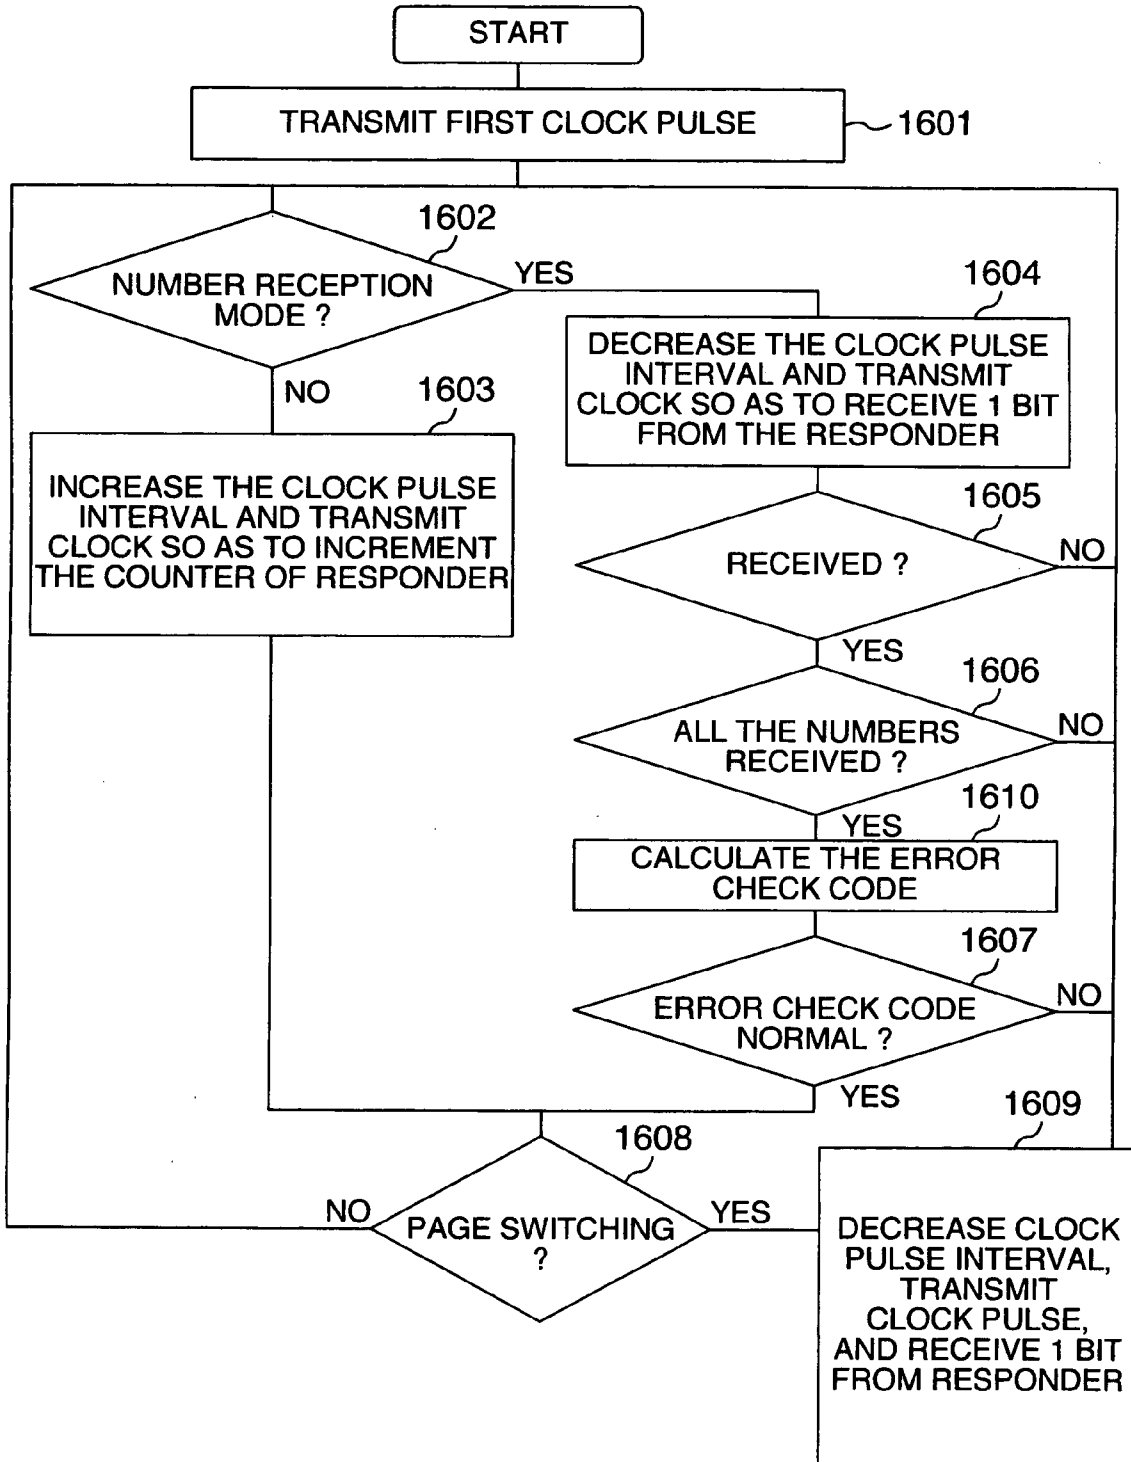 START
TRANSMIT FIRST CLOCK PULSE
1601
1602
NUMBER RECEPTION
MODE ?
YES
NO
1603
INCREASE THE CLOCK PULSE
INTERVAL AND TRANSMIT
CLOCK SO AS TO INCREMENT
THE COUNTER OF RESPONDER
1604
DECREASE THE CLOCK PULSE
INTERVAL AND TRANSMIT
CLOCK SO AS TO RECEIVE 1 BIT
FROM THE RESPONDER
1605
RECEIVED ?
NO
YES
1606
ALL THE NUMBERS
RECEIVED ?
NO
YES
1610
CALCULATE THE ERROR
CHECK CODE
1607
ERROR CHECK CODE
NORMAL ?
NO
YES
1608
PAGE SWITCHING
?
NO
YES
1609
DECREASE CLOCK
PULSE INTERVAL,
TRANSMIT
CLOCK PULSE,
AND RECEIVE 1 BIT
FROM RESPONDER